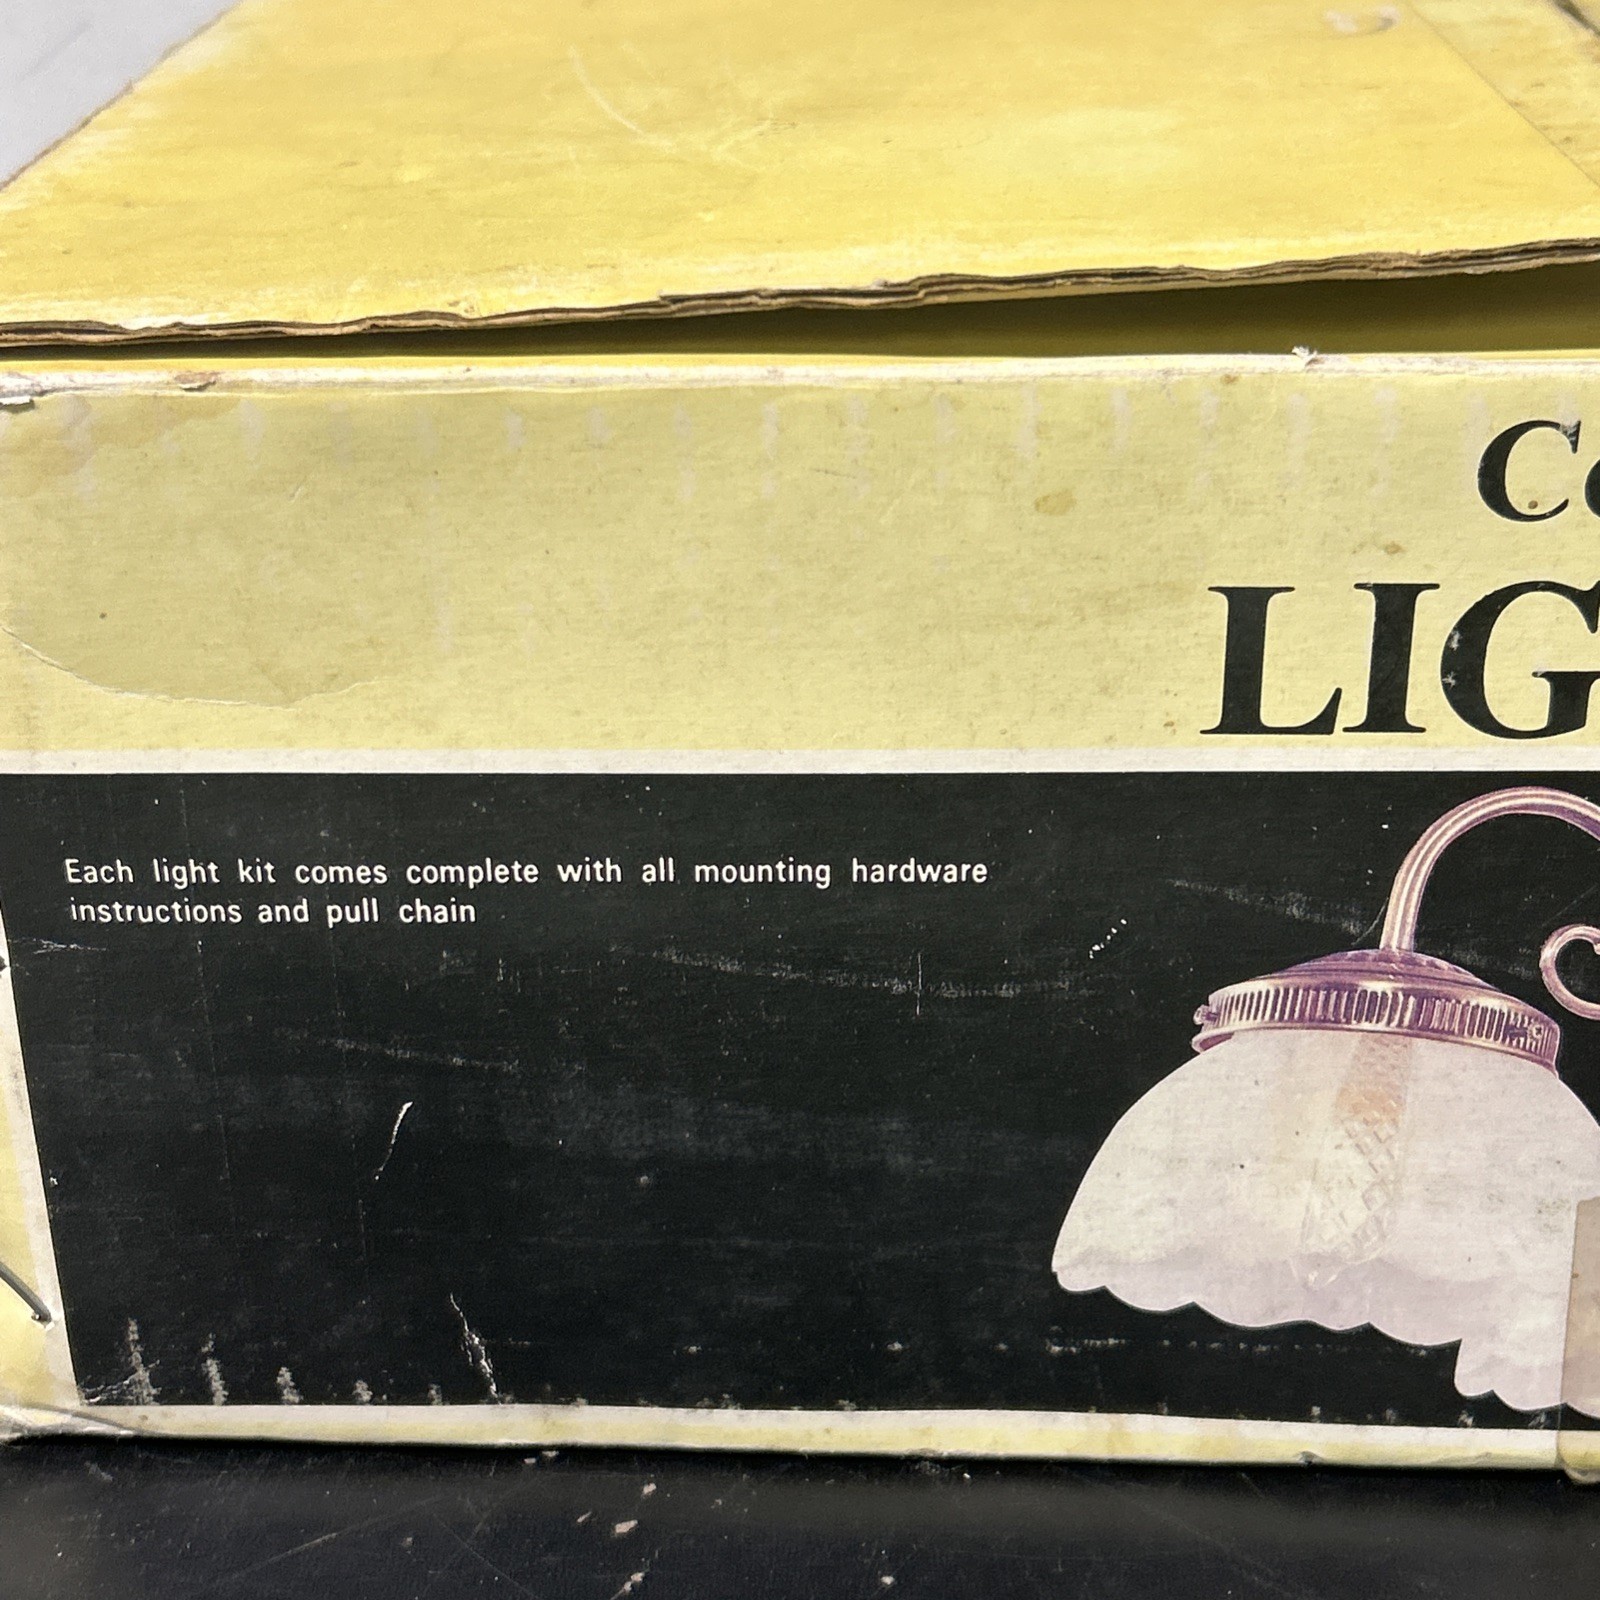 LIG
Each light kit comes complete with all mounting hardware
instructions and pull chain